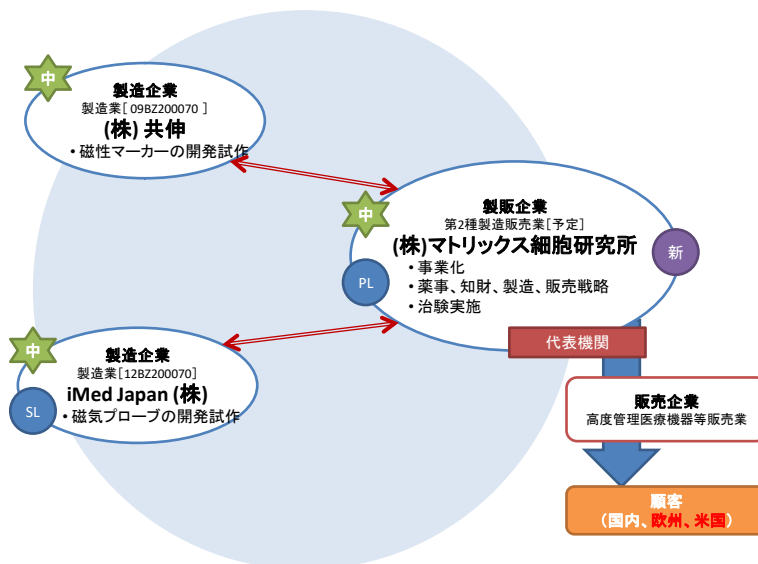 中
製造企業
製造業[ 09BZ200070 ]
(株) 共伸
・磁性マーカーの開発試作
中
製販企業
第2種製造販売業[予定]
(株)マトリックス細胞研究所
・事業化
・薬事、知財、製造、販売戦略
・治験実施
新
PL
代表機関
中
製造企業
製造業[12BZ200070]
iMed Japan (株)
・磁気プローブの開発試作
SL
販売企業
高度管理医療機器等販売業
顧客
(国内、欧州、米国)